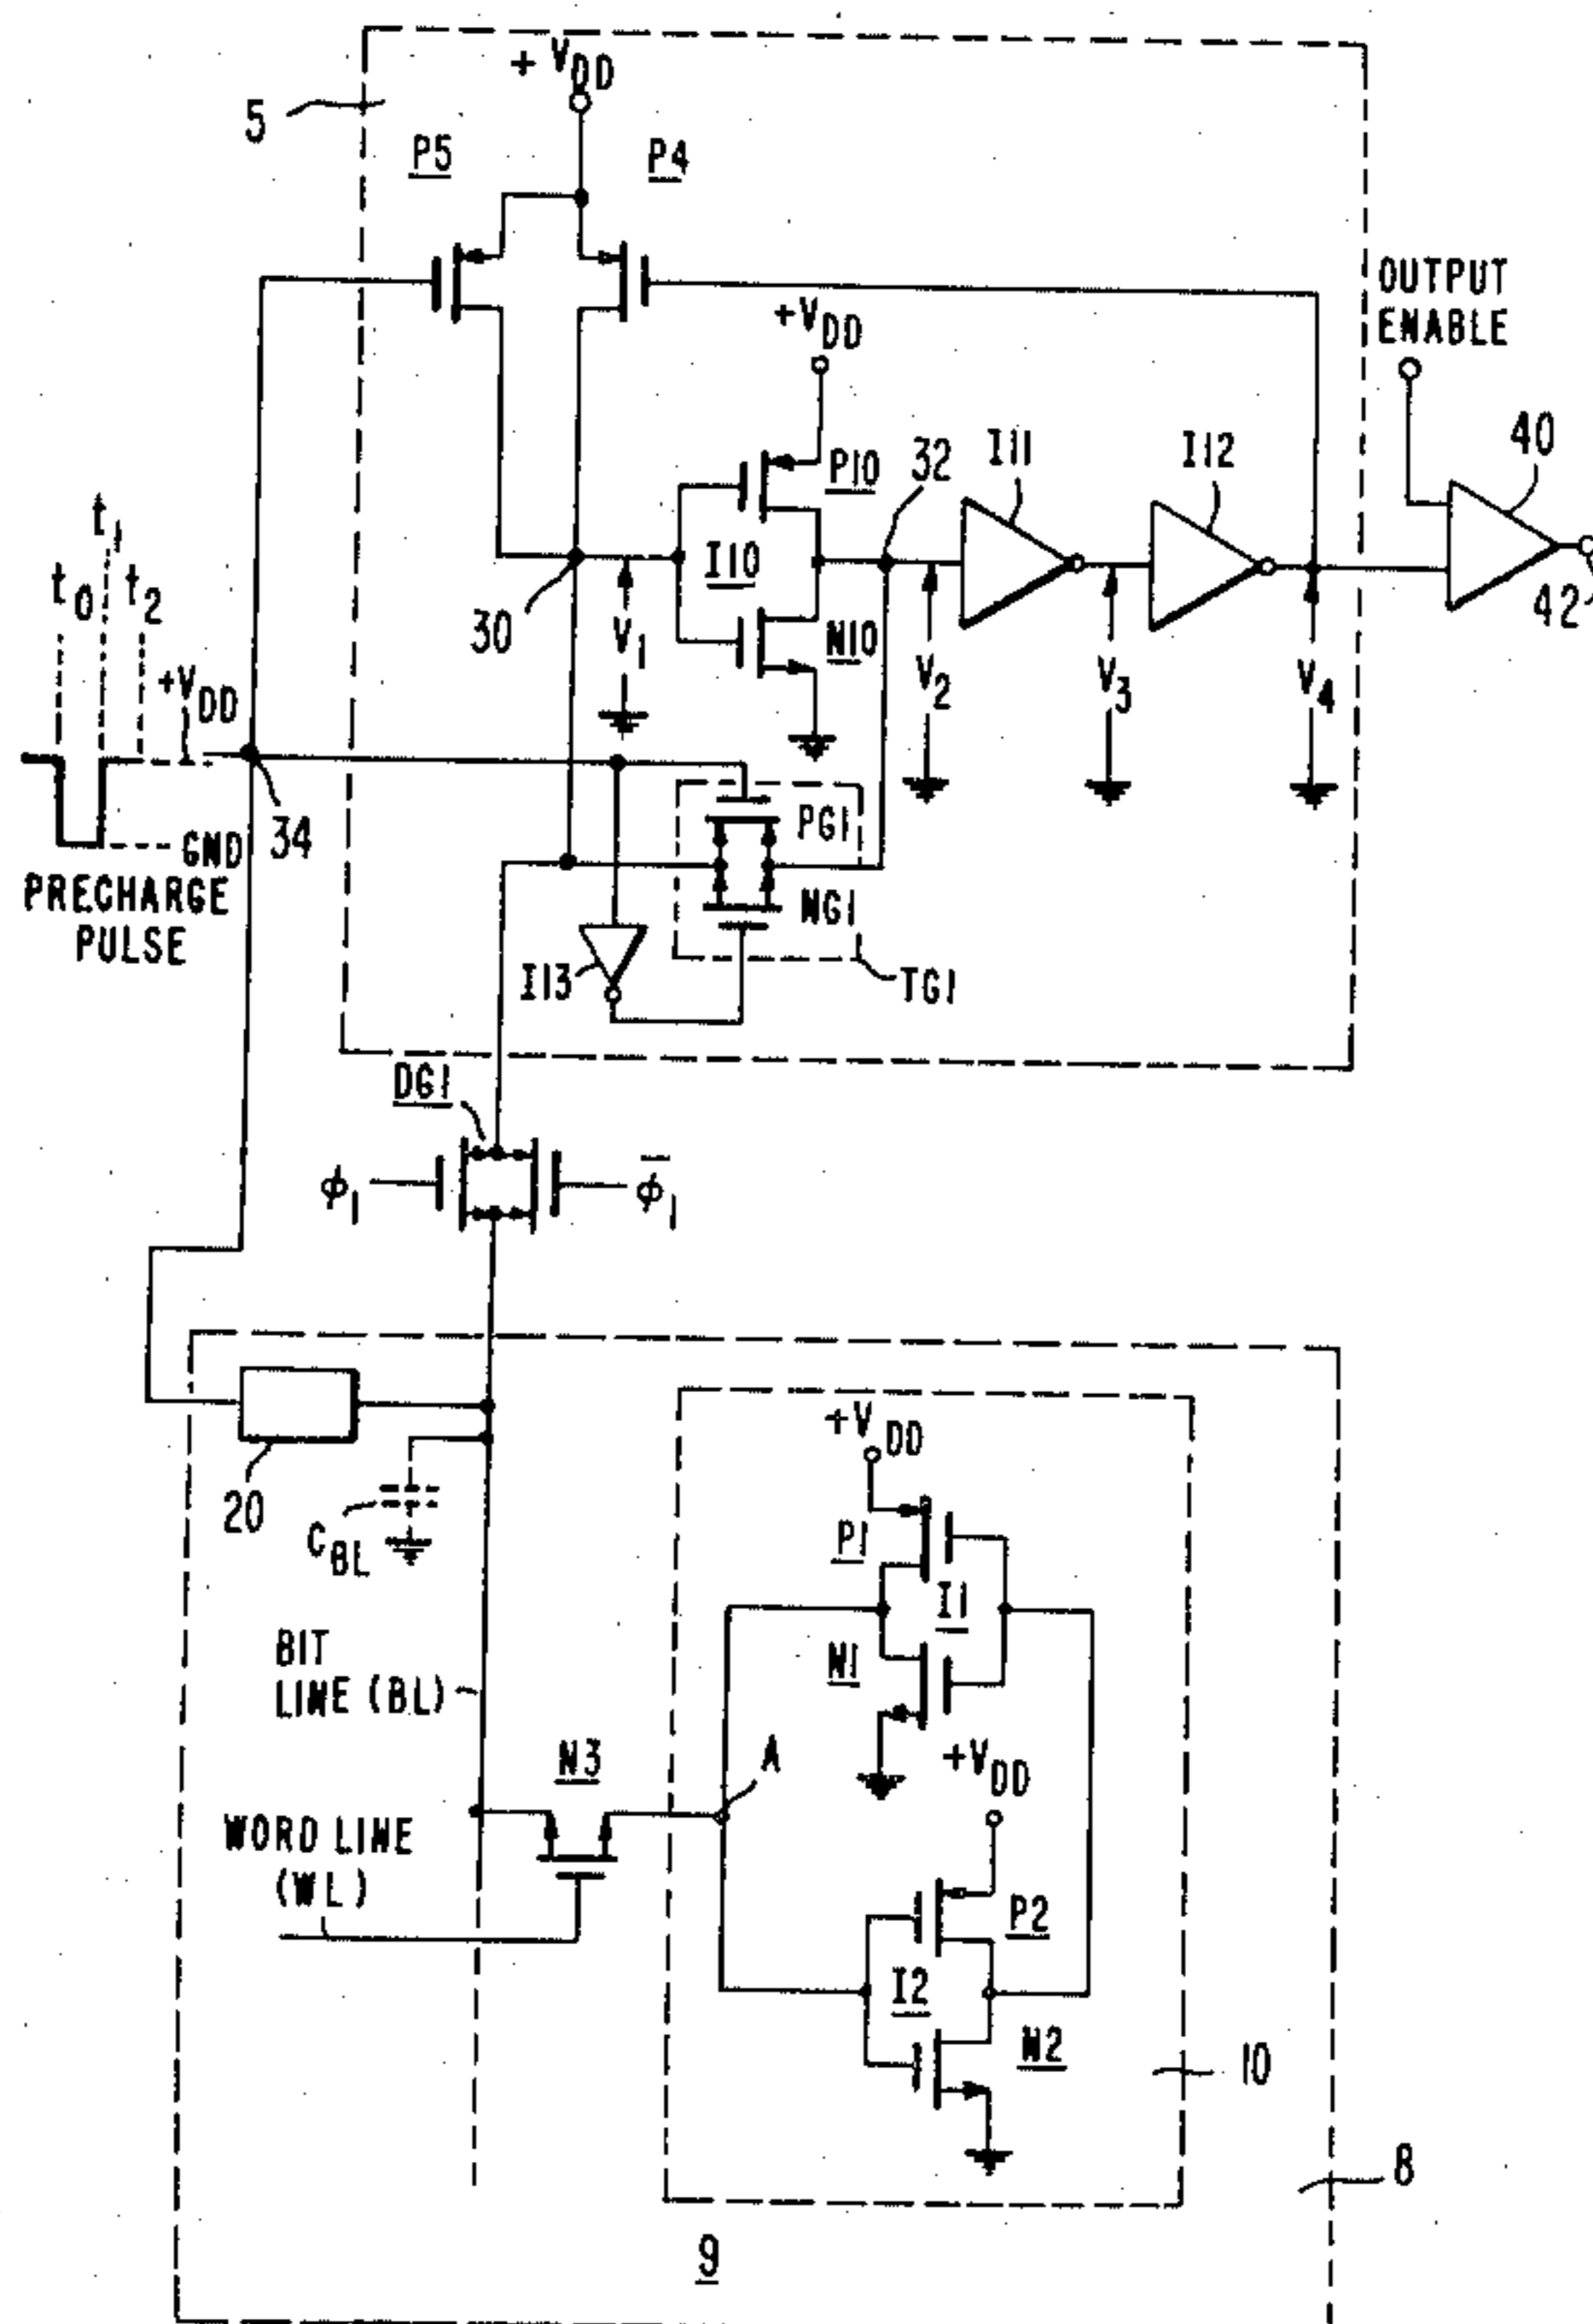 + VDD
5
P5
P4
OUTPUT
ENABLE
+VDD
40
P10
32
I11
I12
t1
t0
t2
I10
30
V1
N10
V2
V3
V4
42
+VDD
GND
34
PRECHARGE
PULSE
PG1
NG1
I13
TG1
DG1
ϕ1
ϕ̅1
20
CBL
+VDD
P1
I1
BIT
LINE (BL)
N1
N3
A
+VDD
WORD LINE
(WL)
P2
I2
N2
10
8
9